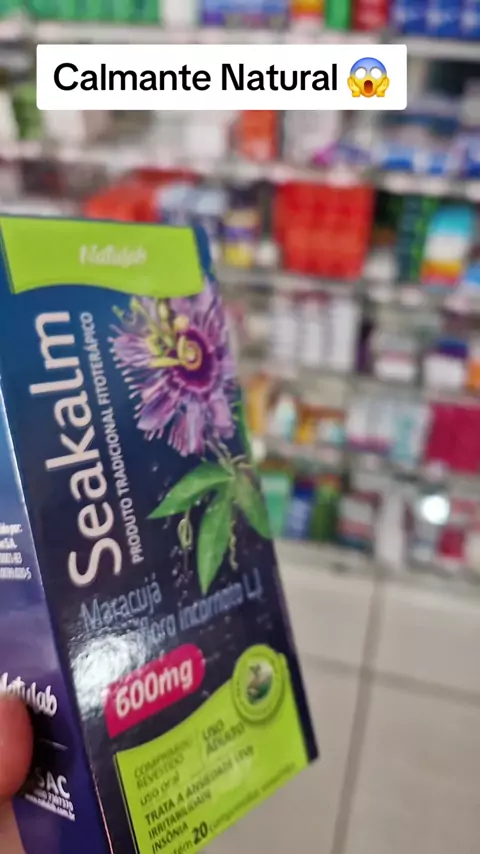 Calmante Natural 😱
Natulab
Seakalm
PRODUTO TRADICIONAL FITOTERÁPICO
Maracujá
incarnata L.)
600mg
COMPRIMIDO
REVESTIDO
USO oral
USO
ADULTO
TRATA A ANSIEDADE LEVE
IRRITABILIDADE
INSÔNIA
20 comprimidos revestidos
Natulab
SAC